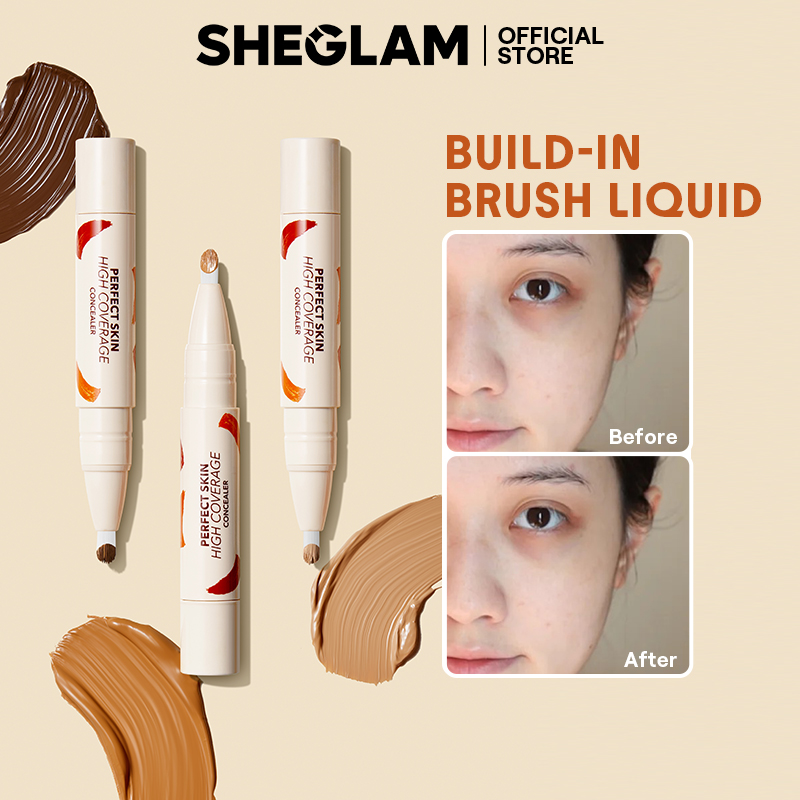 SHEGLAM
OFFICIAL
STORE
BUILD-IN
BRUSH LIQUID
PERFECT SKIN
HIGH COVERAGE
CONCEALER
PERFECT SKIN
HIGH COVERAGE
CONCEALER
PERFECT SKIN
HIGH COVERAGE
CONCEALER
Before
After